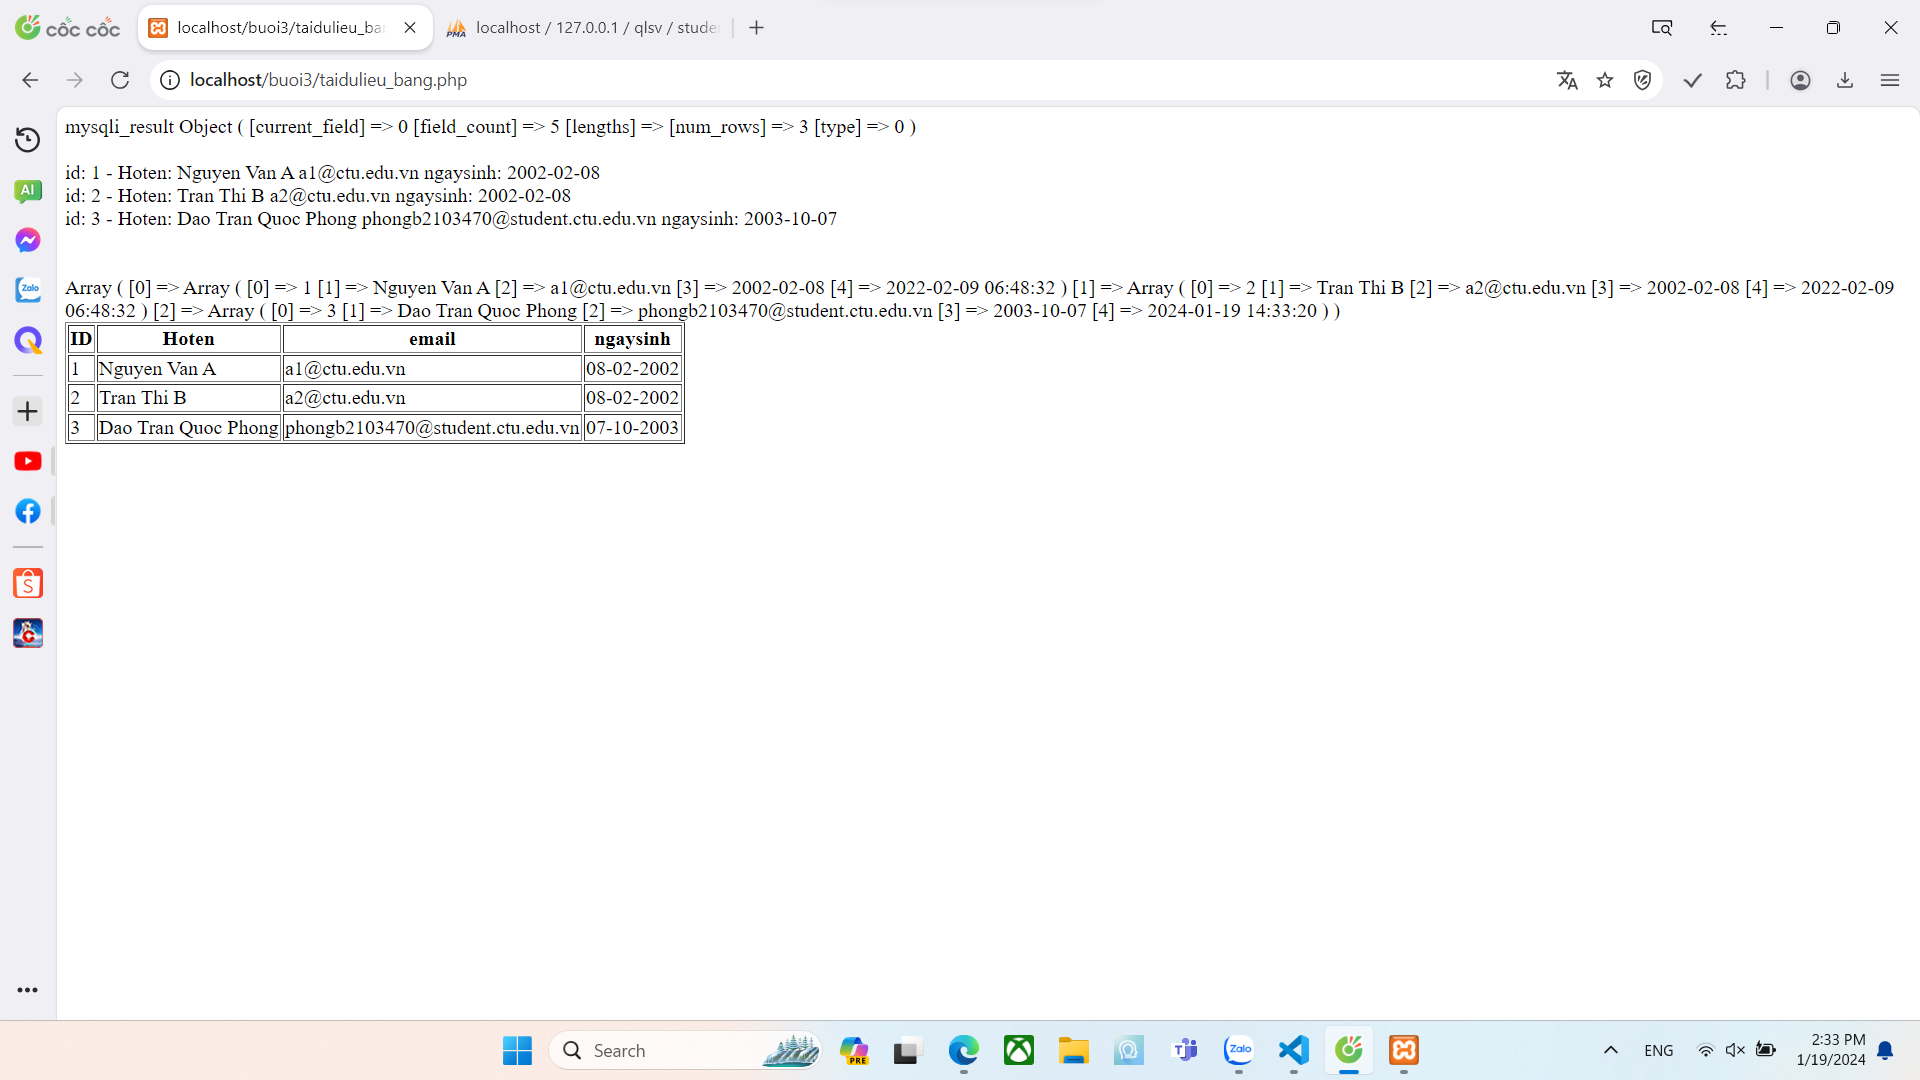 cốc cốc
localhost/buoi3/taidulieu_ba
localhost / 127.0.0.1 / qlsv / stude
localhost/buoi3/taidulieu_bang.php
mysqli_result Object ( [current_field] => 0 [field_count] => 5 [lengths] => [num_rows] => 3 [type] => 0 )
id: 1 - Hoten: Nguyen Van A a1@ctu.edu.vn ngaysinh: 2002-02-08
id: 2 - Hoten: Tran Thi B a2@ctu.edu.vn ngaysinh: 2002-02-08
id: 3 - Hoten: Dao Tran Quoc Phong phongb2103470@student.ctu.edu.vn ngaysinh: 2003-10-07
Array ( [0] => Array ( [0] => 1 [1] => Nguyen Van A [2] => a1@ctu.edu.vn [3] => 2002-02-08 [4] => 2022-02-09 06:48:32 ) [1] => Array ( [0] => 2 [1] => Tran Thi B [2] => a2@ctu.edu.vn [3] => 2002-02-08 [4] => 2022-02-09
06:48:32 ) [2] => Array ( [0] => 3 [1] => Dao Tran Quoc Phong [2] => phongb2103470@student.ctu.edu.vn [3] => 2003-10-07 [4] => 2024-01-19 14:33:20 ) )
ID Hoten email ngaysinh
1 Nguyen Van A a1@ctu.edu.vn 08-02-2002
2 Tran Thi B a2@ctu.edu.vn 08-02-2002
3 Dao Tran Quoc Phong phongb2103470@student.ctu.edu.vn 07-10-2003
AI
Zalo
Search
PRE
Zalo
ENG
2:33 PM
1/19/2024